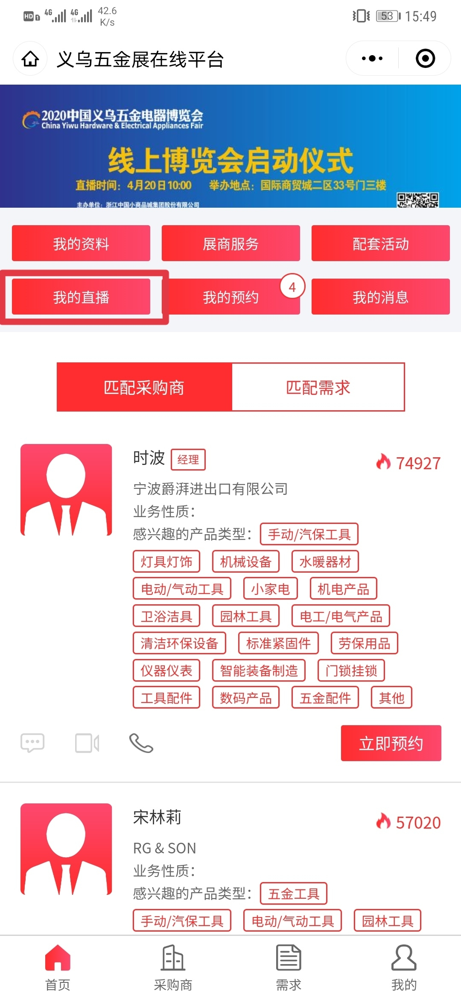 HD 1 4G 4G 42.6 K/s 53 15:49
义乌五金展在线平台
2020中国义乌五金电器博览会
China Yiwu Hardware & Electrical Appliances Fair
线上博览会启动仪式
直播时间：4月20日10:00 举办地点：国际商贸城二区33号门三楼
主办单位：浙江中国小商品城集团股份有限公司
我的资料 展商服务 配套活动
我的直播 我的预约 4 我的消息
匹配采购商 匹配需求
时波 经理 74927
宁波爵湃进出口有限公司
业务性质：
感兴趣的产品类型： 手动/汽保工具
灯具灯饰 机械设备 水暖器材
电动/气动工具 小家电 机电产品
卫浴洁具 园林工具 电工/电气产品
清洁环保设备 标准紧固件 劳保用品
仪器仪表 智能装备制造 门锁挂锁
工具配件 数码产品 五金配件 其他
立即预约
宋林莉 57020
RG & SON
业务性质：
感兴趣的产品类型： 五金工具
手动/汽保工具 电动/气动工具 园林工具
首页 采购商 需求 我的